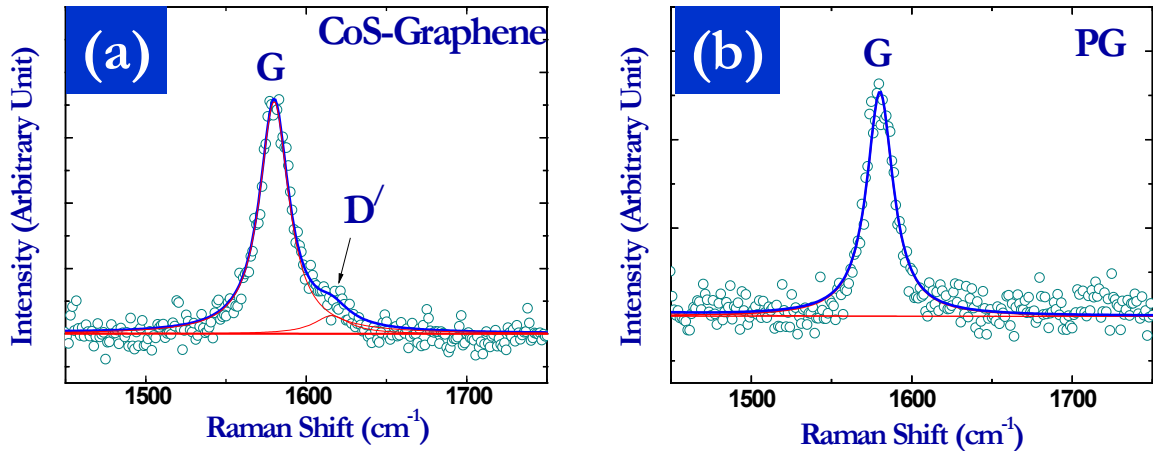 (a)
CoS-Graphene
G
D/
Intensity (Arbitrary Unit)
1500 1600 1700
Raman Shift (cm-1)
(b)
PG
G
Intensity (Arbitrary Unit)
1500 1600 1700
Raman Shift (cm-1)